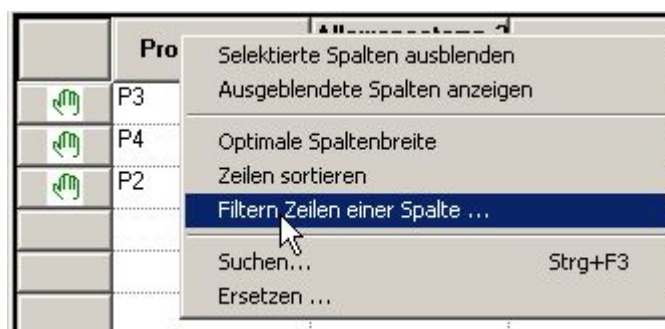 Pro
Selektierte Spalten ausblenden
P3
Ausgeblendete Spalten anzeigen
P4
Optimale Spaltenbreite
P2
Zeilen sortieren
Filtern Zeilen einer Spalte ...
Suchen... Strg+F3
Ersetzen ...